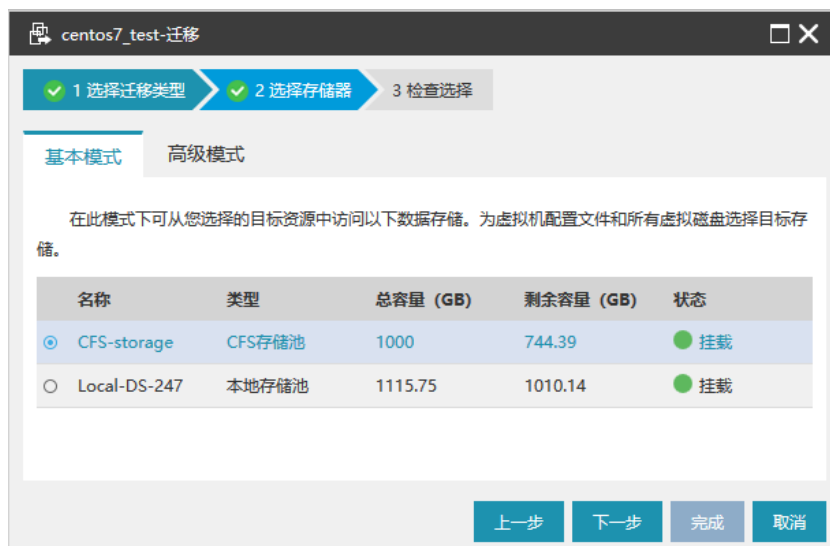 centos7_test-迁移
1 选择迁移类型 2 选择存储器 3 检查选择
基本模式 高级模式
在此模式下可从您选择的目标资源中访问以下数据存储。为虚拟机配置文件和所有虚拟磁盘选择目标存
储。
名称 类型 总容量 (GB) 剩余容量 (GB) 状态
CFS-storage CFS存储池 1000 744.39 挂载
Local-DS-247 本地存储池 1115.75 1010.14 挂载
上一步 下一步 完成 取消